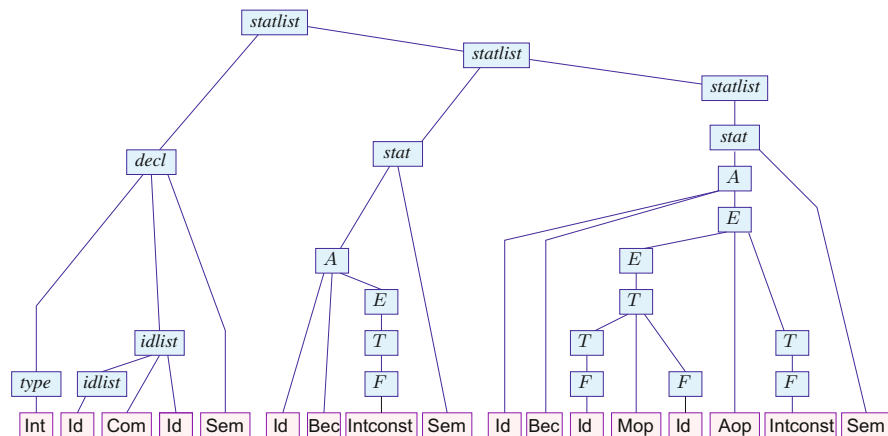 statlist
statlist
statlist
decl stat stat
A
E
A E
E T
T idlist T T
type idlist F F F F
Int Id Com Id Sem Id Bec Intconst Sem Id Bec Id Mop Id Aop Intconst Sem